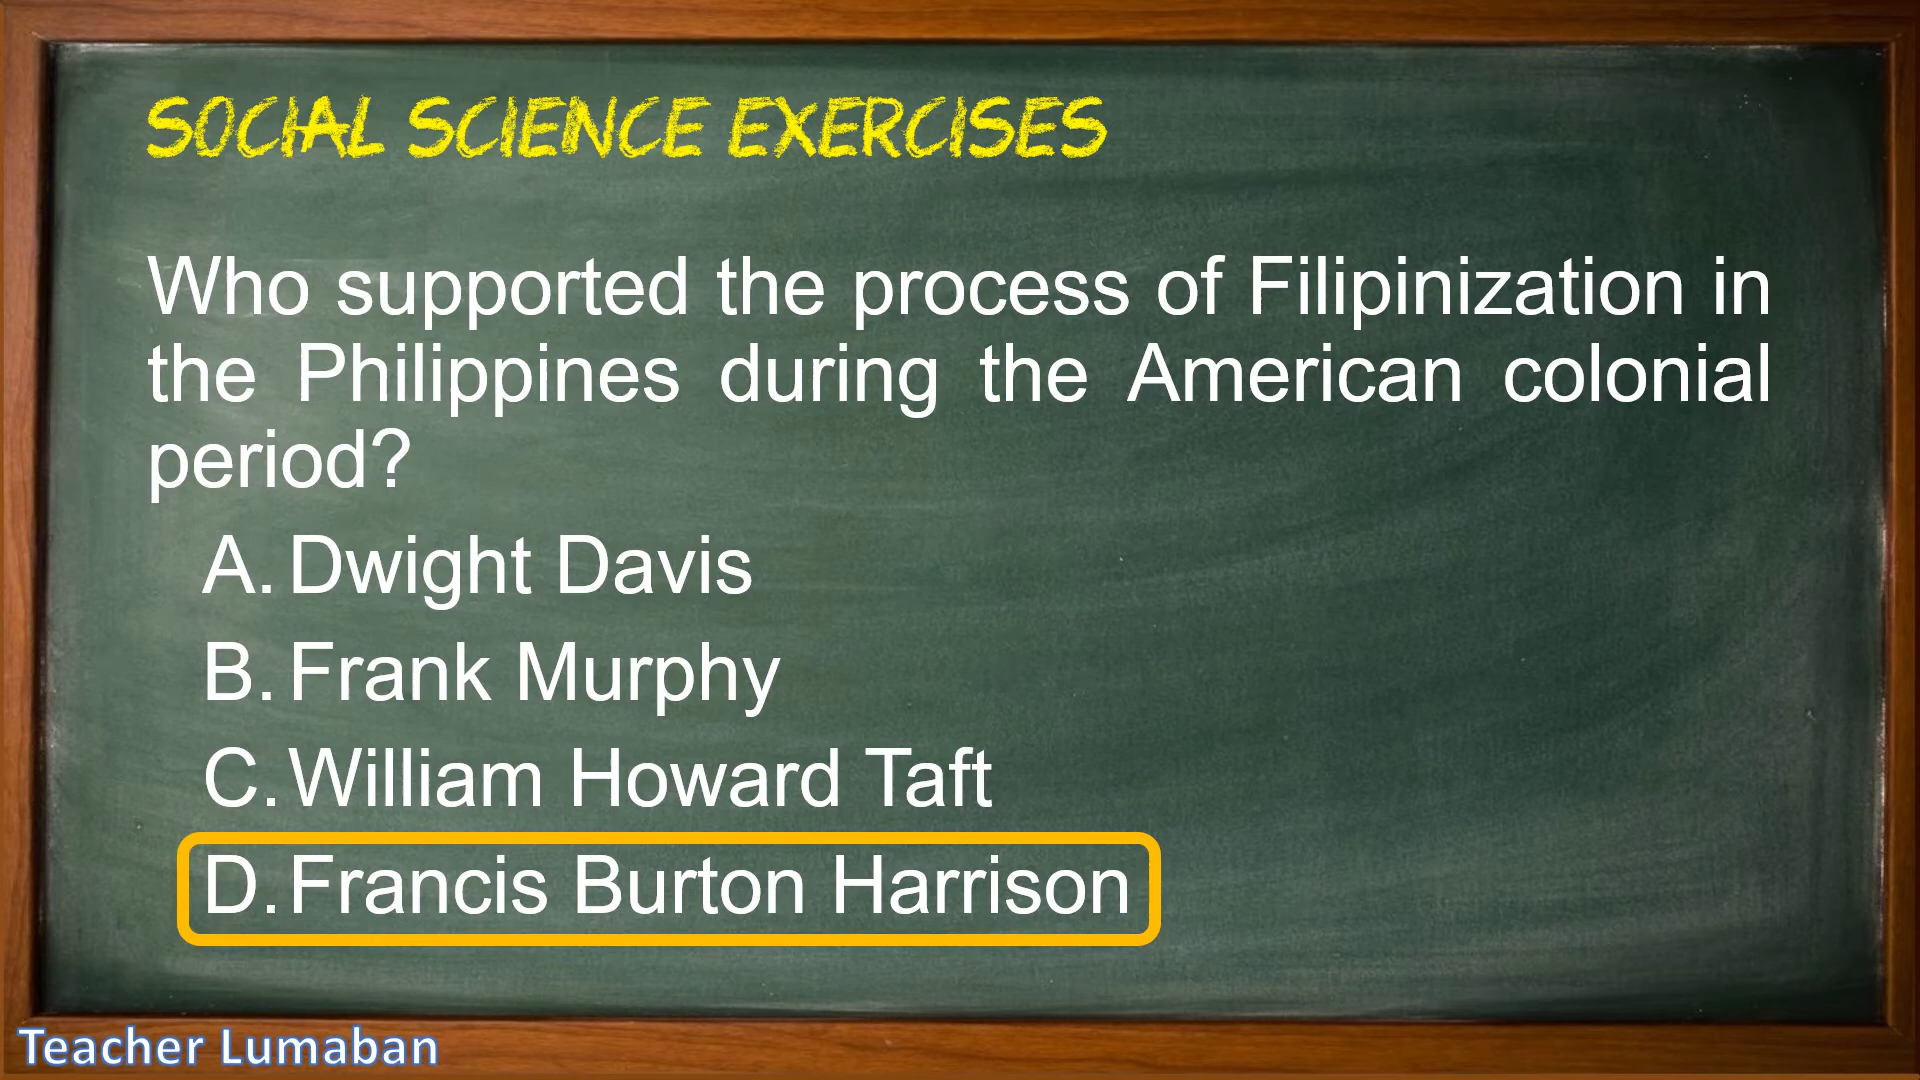 SOCIAL SCIENCE EXERCISES
Who supported the process of Filipinization in
the Philippines during the American colonial
period?
A. Dwight Davis
B. Frank Murphy
C. William Howard Taft
D. Francis Burton Harrison
Teacher Lumaban